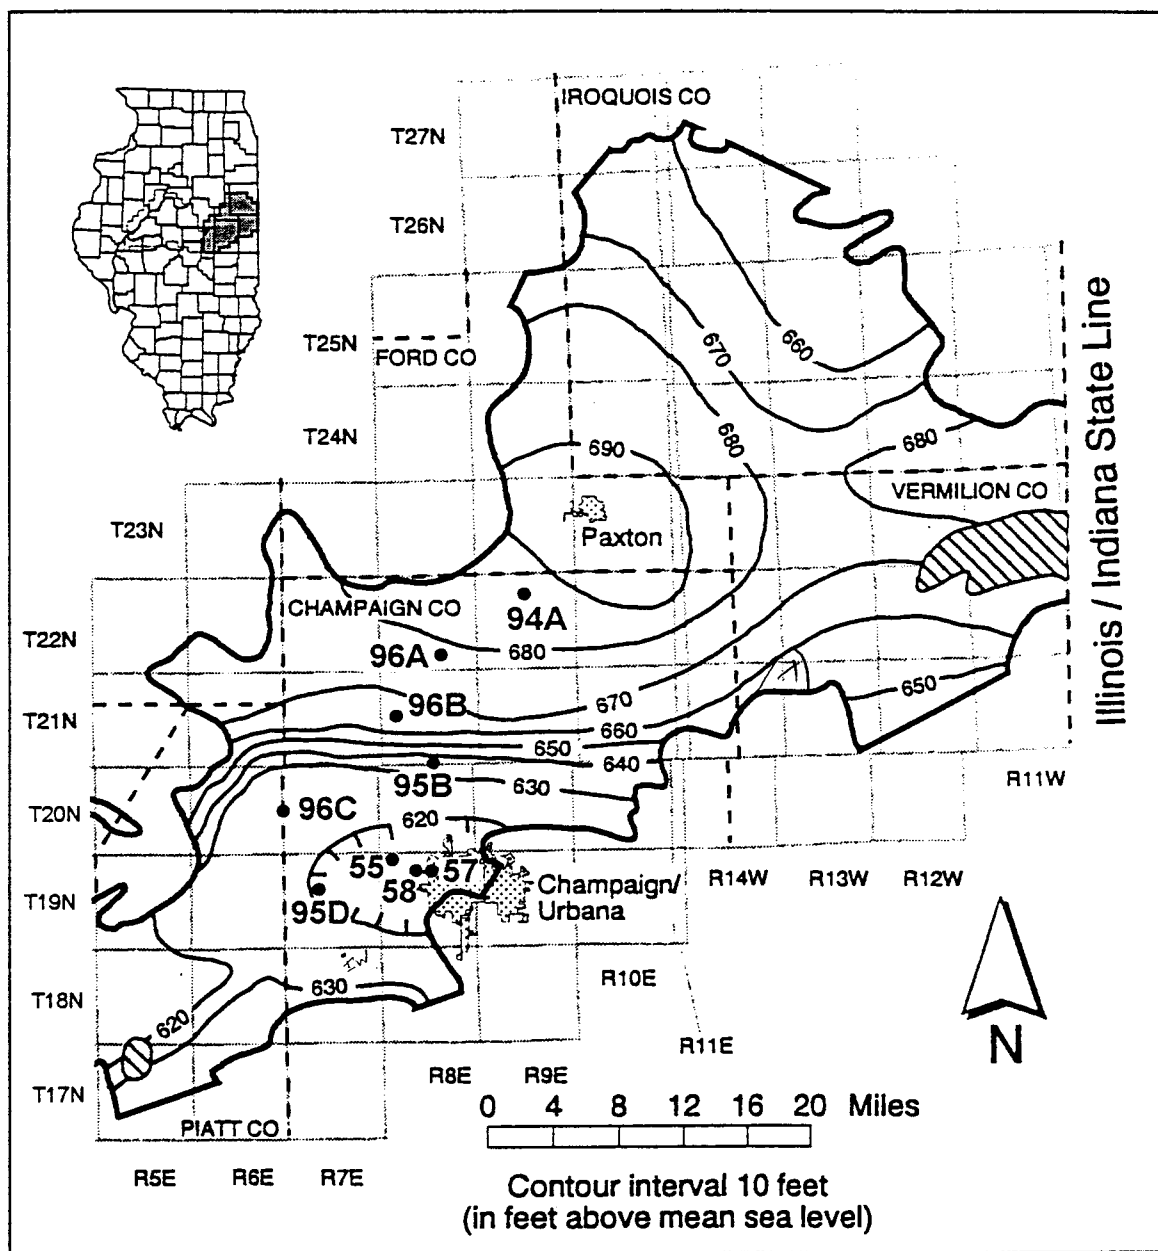 IROQUOIS CO
T27N
T26N
T25N
FORD CO
T24N
T23N
T22N
T21N
T20N
T19N
T18N
T17N
660
670
680
690
680
VERMILION CO
Paxton
CHAMPAIGN CO
94A
96A
680
96B
670
660
650
650
640
95B
630
96C
620
55
58
57
95D
Champaign/
Urbana
630
620
PIATT CO
R5E
R6E
R7E
R8E
R9E
R10E
R11E
R14W
R13W
R12W
R11W
Illinois / Indiana State Line
N
0 4 8 12 16 20 Miles
Contour interval 10 feet
(in feet above mean sea level)